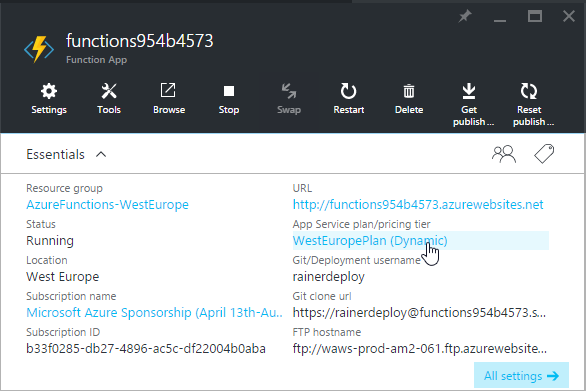 functions954b4573
Function App
Settings
Tools
Browse
Stop
Swap
Restart
Delete
Get publish ...
Reset publish ...
Essentials
Resource group
AzureFunctions-WestEurope
Status
Running
Location
West Europe
Subscription name
Microsoft Azure Sponsorship (April 13th-Au...
Subscription ID
b33f0285-db27-4896-ac5c-df22004b0aba
URL
http://functions954b4573.azurewebsites.net
App Service plan/pricing tier
WestEuropePlan (Dynamic)
Git/Deployment username
rainerdeploy
Git clone url
https://rainerdeploy@functions954b4573.s...
FTP hostname
ftp://waws-prod-am2-061.ftp.azurewebsite...
All settings